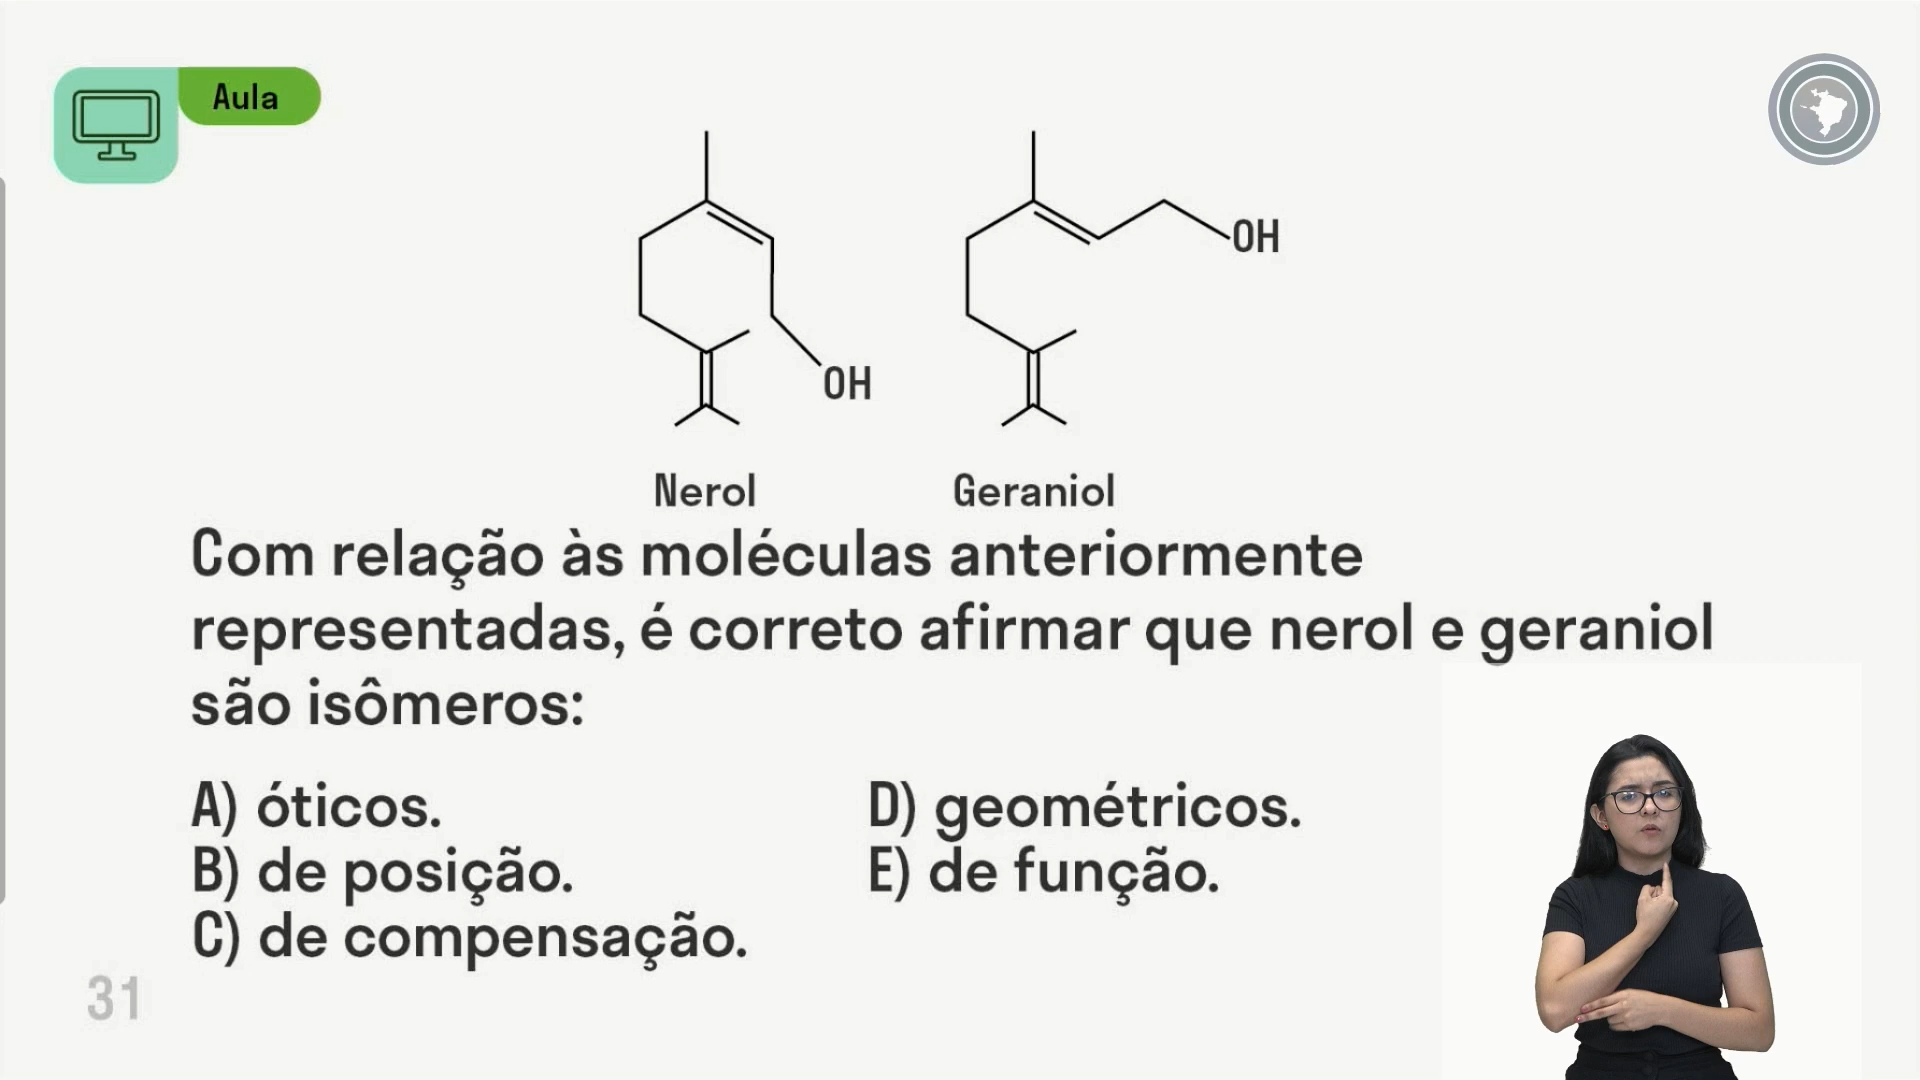 Aula
OH
OH
Nerol
Geraniol
Com relação às moléculas anteriormente
representadas, é correto afirmar que nerol e geraniol
são isômeros:
A) óticos.
B) de posição.
C) de compensação.
D) geométricos.
E) de função.
31